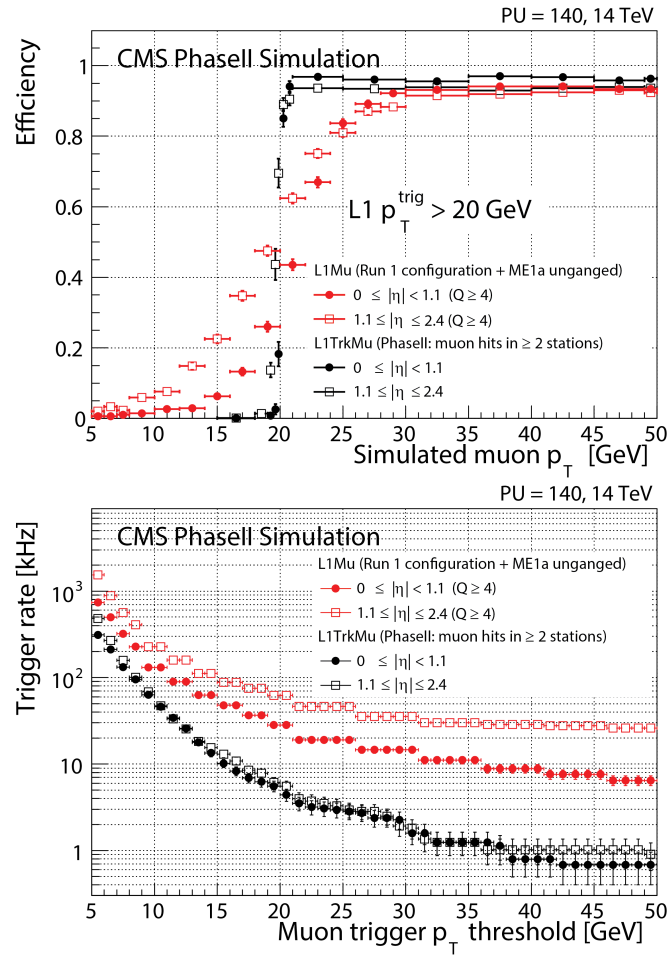 PU = 140, 14 TeV
CMS PhaseII Simulation
Efficiency
1
0.8
0.6
0.4
0.2
0
L1 p_T^trig > 20 GeV
L1Mu (Run 1 configuration + ME1a unganged)
0 ≤ |η| < 1.1 (Q ≥ 4)
1.1 ≤ |η| ≤ 2.4 (Q ≥ 4)
L1TrkMu (PhaseII: muon hits in ≥ 2 stations)
0 ≤ |η| < 1.1
1.1 ≤ |η| ≤ 2.4
5 10 15 20 25 30 35 40 45 50
Simulated muon p_T [GeV]
PU = 140, 14 TeV
CMS PhaseII Simulation
Trigger rate [kHz]
10^3
10^2
10
1
L1Mu (Run 1 configuration + ME1a unganged)
0 ≤ |η| < 1.1 (Q ≥ 4)
1.1 ≤ |η| ≤ 2.4 (Q ≥ 4)
L1TrkMu (PhaseII: muon hits in ≥ 2 stations)
0 ≤ |η| < 1.1
1.1 ≤ |η| ≤ 2.4
5 10 15 20 25 30 35 40 45 50
Muon trigger p_T threshold [GeV]